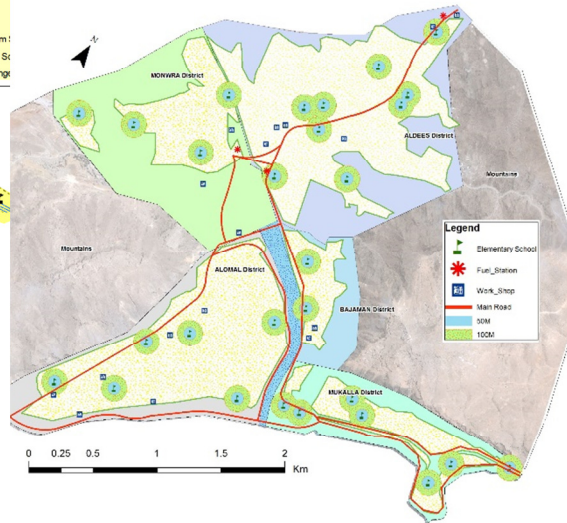 MONWRA District
ALDEES District
Mountains
Mountains
Legend
Elementary School
Fuel_Station
Work_Shop
Main Road
50M
100M
ALOMAL District
BAJAMAN District
MUKALLA District
0 0.25 0.5 1 1.5 2
Km